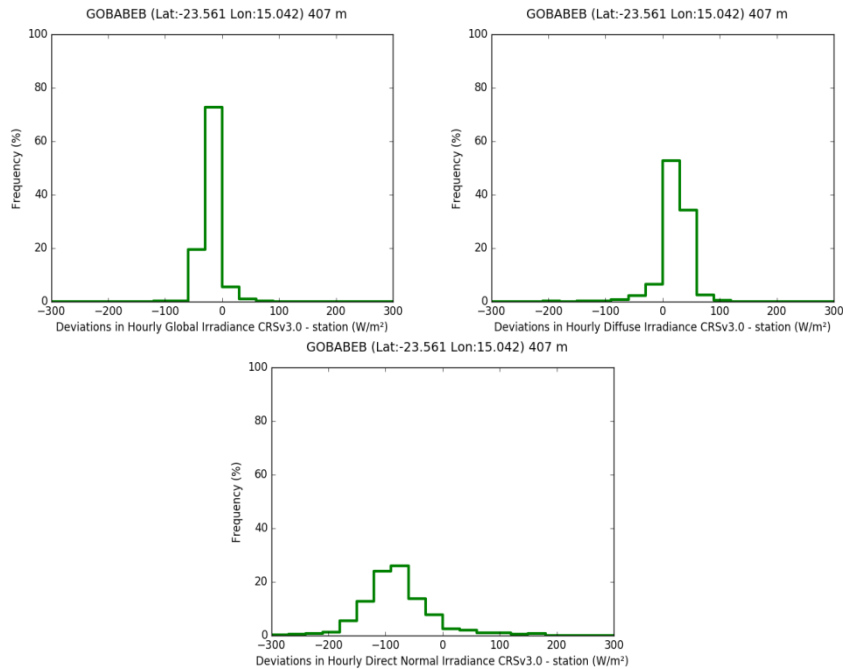 GOBABEB (Lat:-23.561 Lon:15.042) 407 m
100
80
60
40
20
0
Frequency (%)
−300 −200 −100 0 100 200 300
Deviations in Hourly Global Irradiance CRSv3.0 - station (W/m²)
GOBABEB (Lat:-23.561 Lon:15.042) 407 m
100
80
60
40
20
0
Frequency (%)
−300 −200 −100 0 100 200 300
Deviations in Hourly Diffuse Irradiance CRSv3.0 - station (W/m²)
GOBABEB (Lat:-23.561 Lon:15.042) 407 m
100
80
60
40
20
0
Frequency (%)
−300 −200 −100 0 100 200 300
Deviations in Hourly Direct Normal Irradiance CRSv3.0 - station (W/m²)